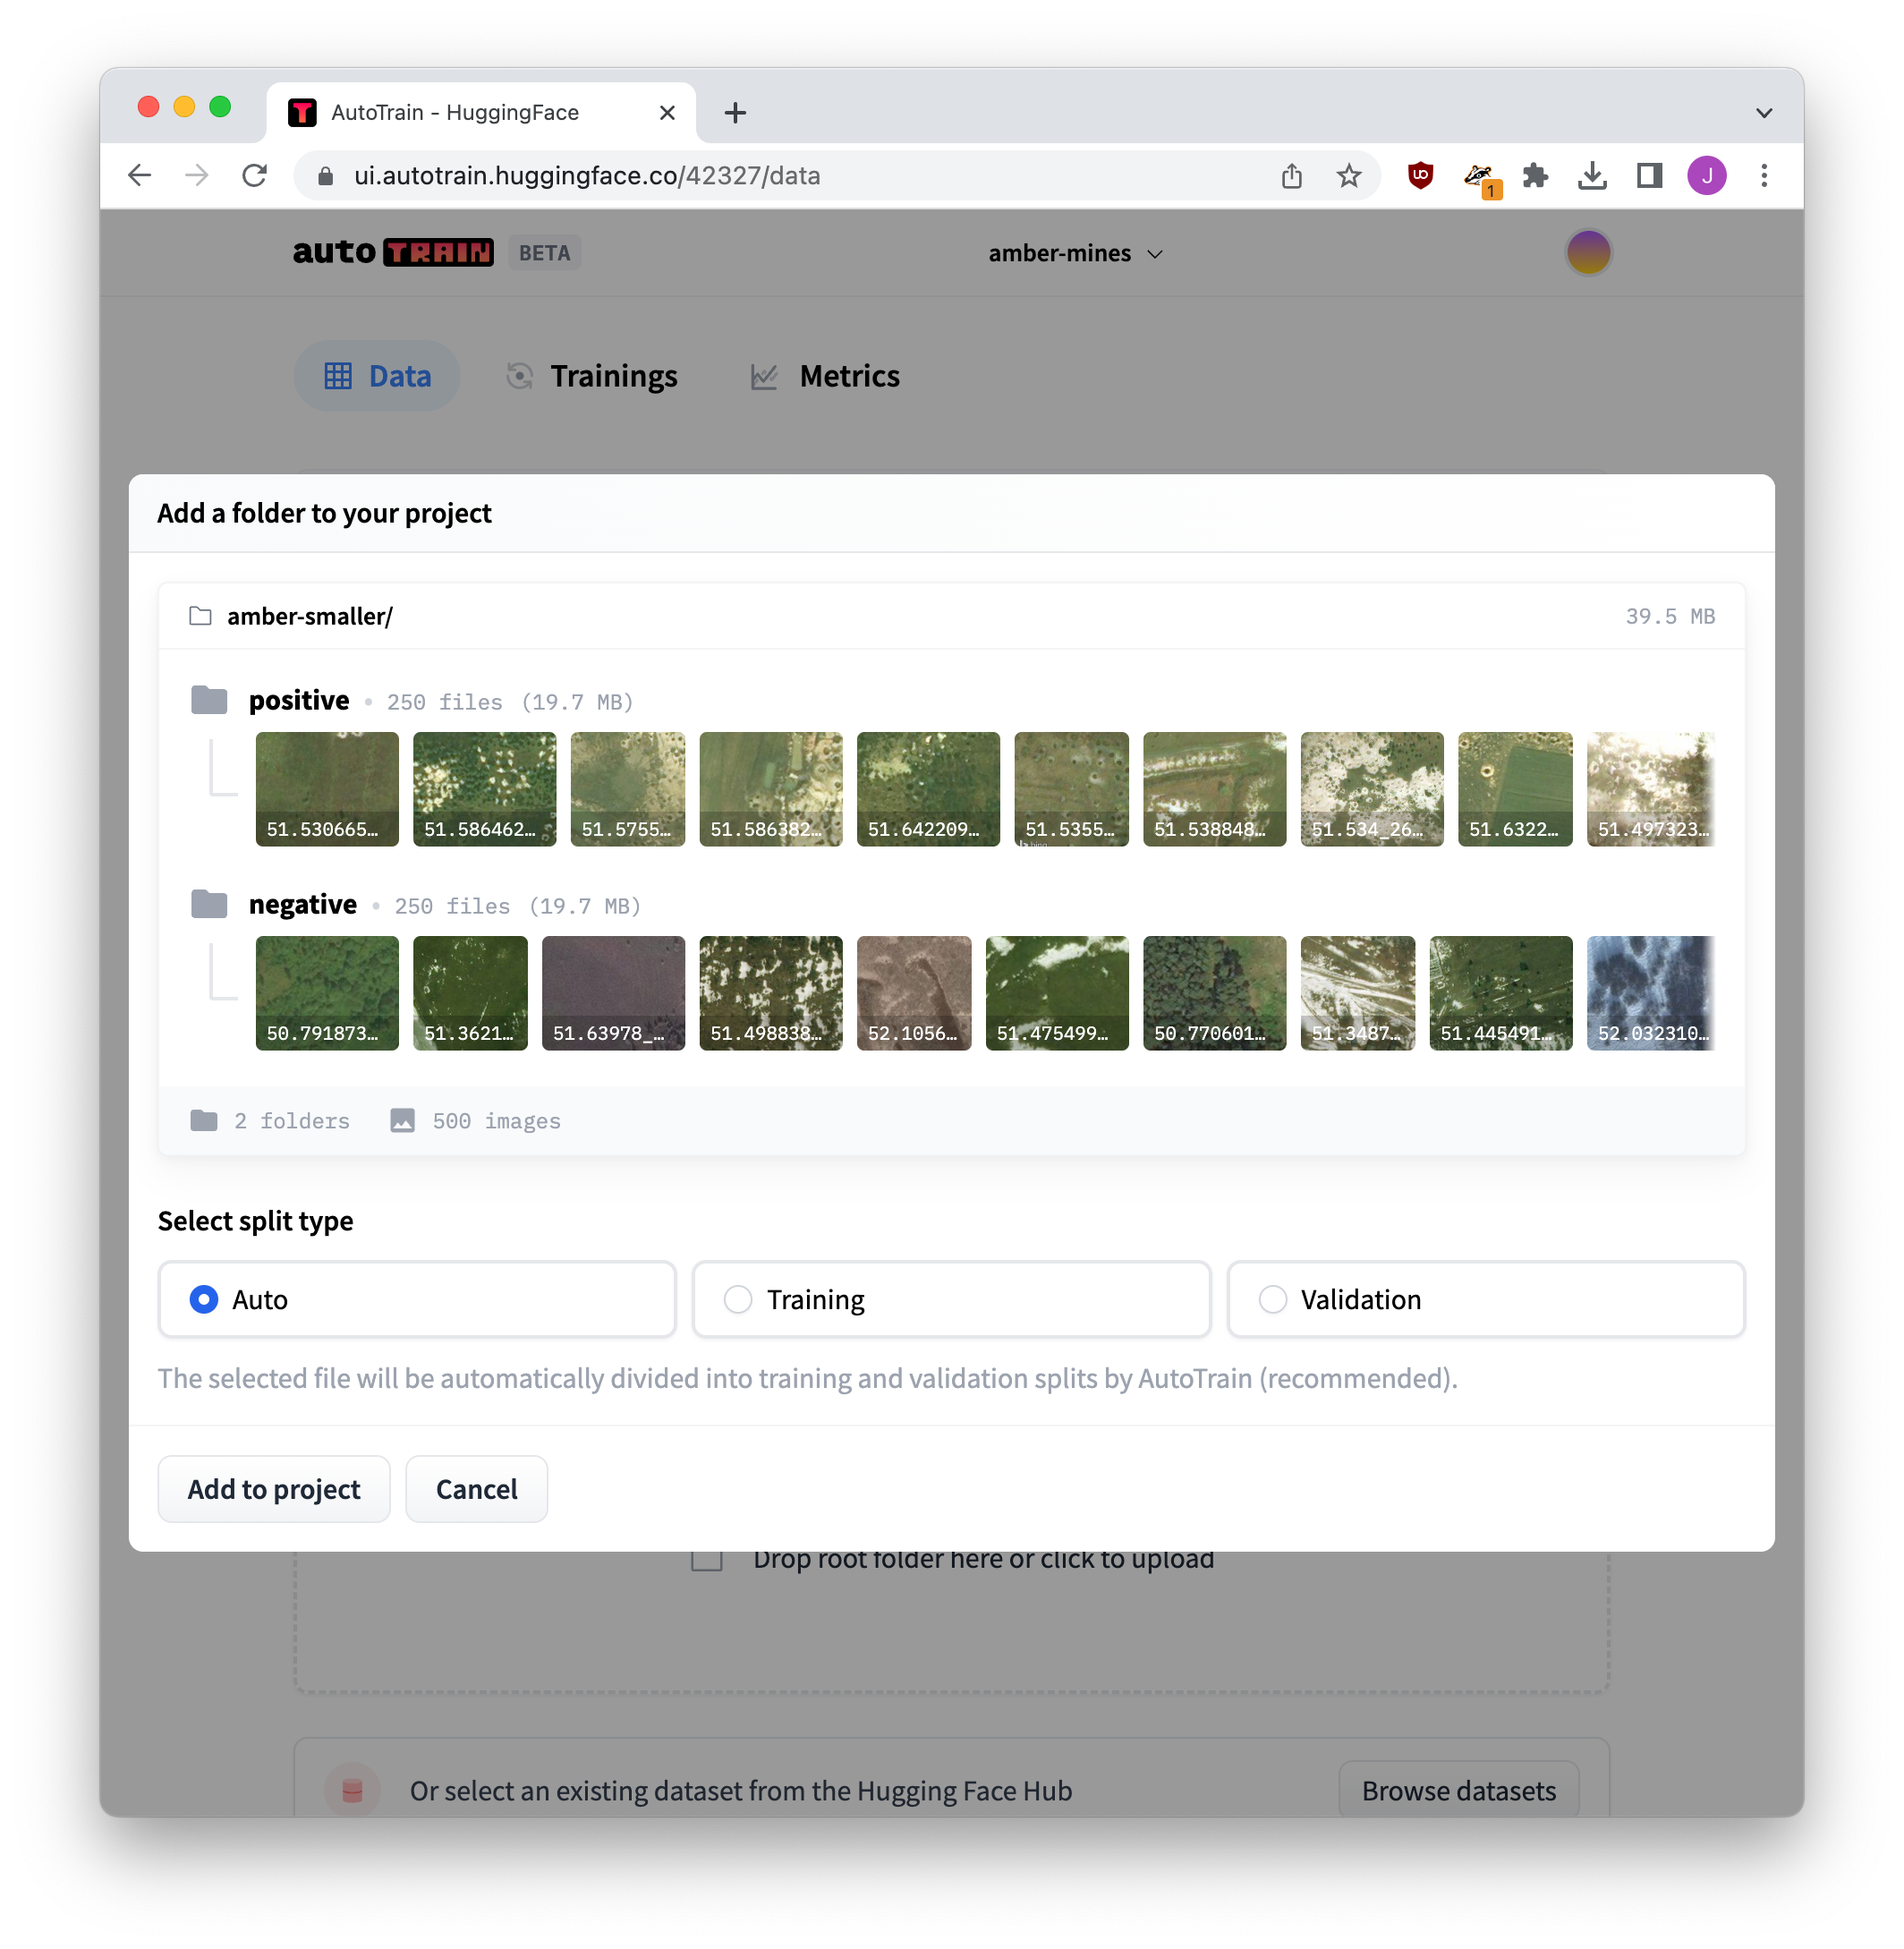 AutoTrain - HuggingFace
ui.autotrain.huggingface.co/42327/data
1
J
auto TRAIN BETA
amber-mines
Data
Trainings
Metrics
Add a folder to your project
amber-smaller/
39.5 MB
positive • 250 files (19.7 MB)
51.530665…
51.586462…
51.5755…
51.586382…
51.642209…
51.5355…
bing
51.538848…
51.534_26…
51.6322…
51.497323…
negative • 250 files (19.7 MB)
50.791873…
51.3621…
51.63978_…
51.498838…
52.1056…
51.475499…
50.770601…
51.3487…
51.445491…
52.032310…
2 folders
500 images
Select split type
Auto
Training
Validation
The selected file will be automatically divided into training and validation splits by AutoTrain (recommended).
Add to project
Cancel
Drop root folder here or click to upload
Or select an existing dataset from the Hugging Face Hub
Browse datasets